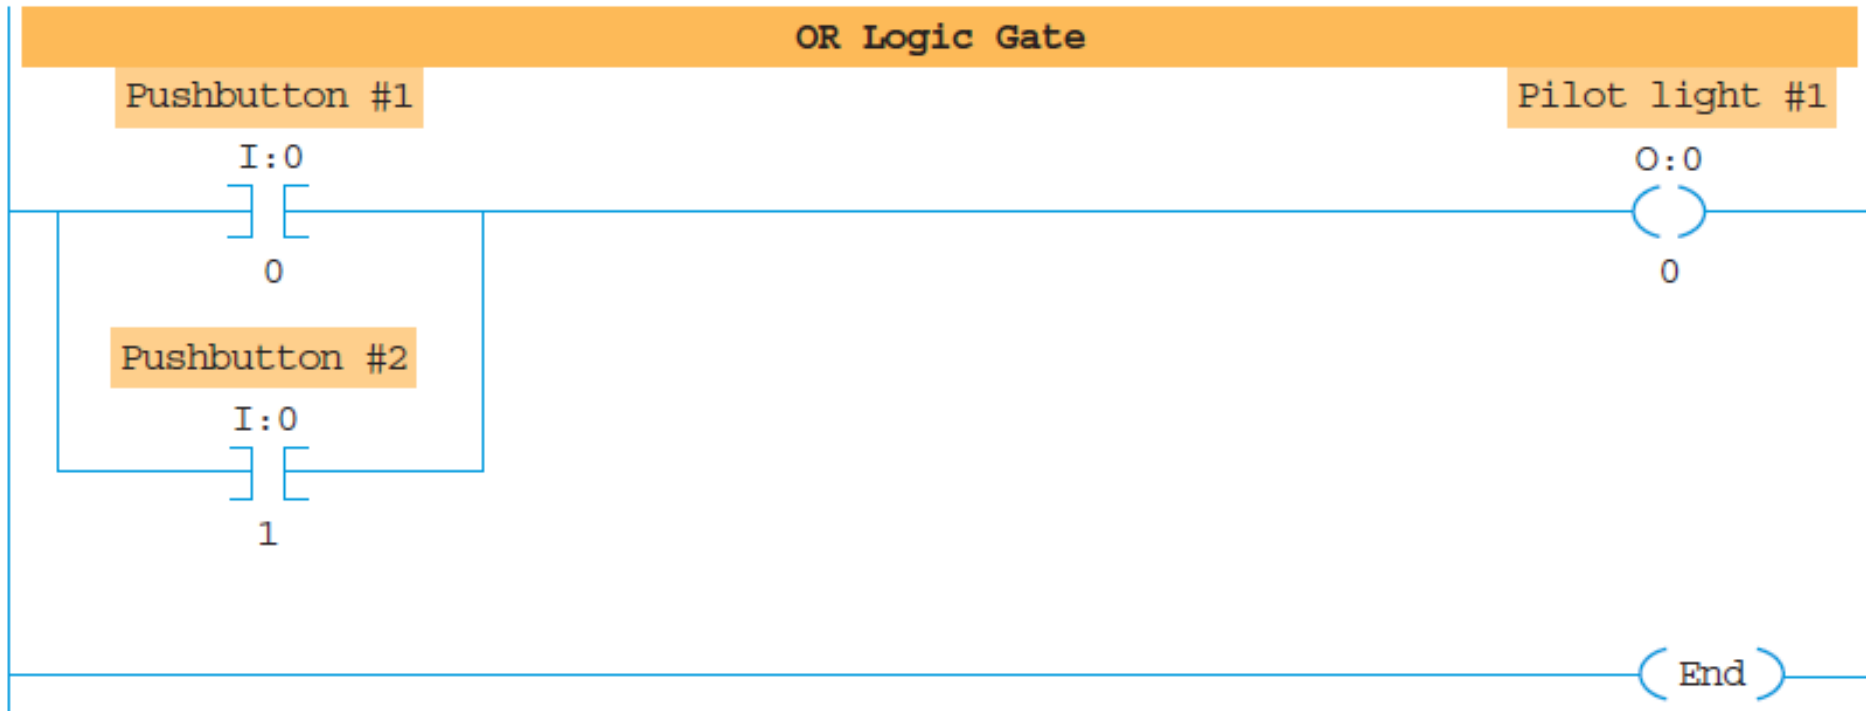 OR Logic Gate
Pushbutton #1
Pilot light #1
I:0
O:0
0
0
Pushbutton #2
I:0
1
End